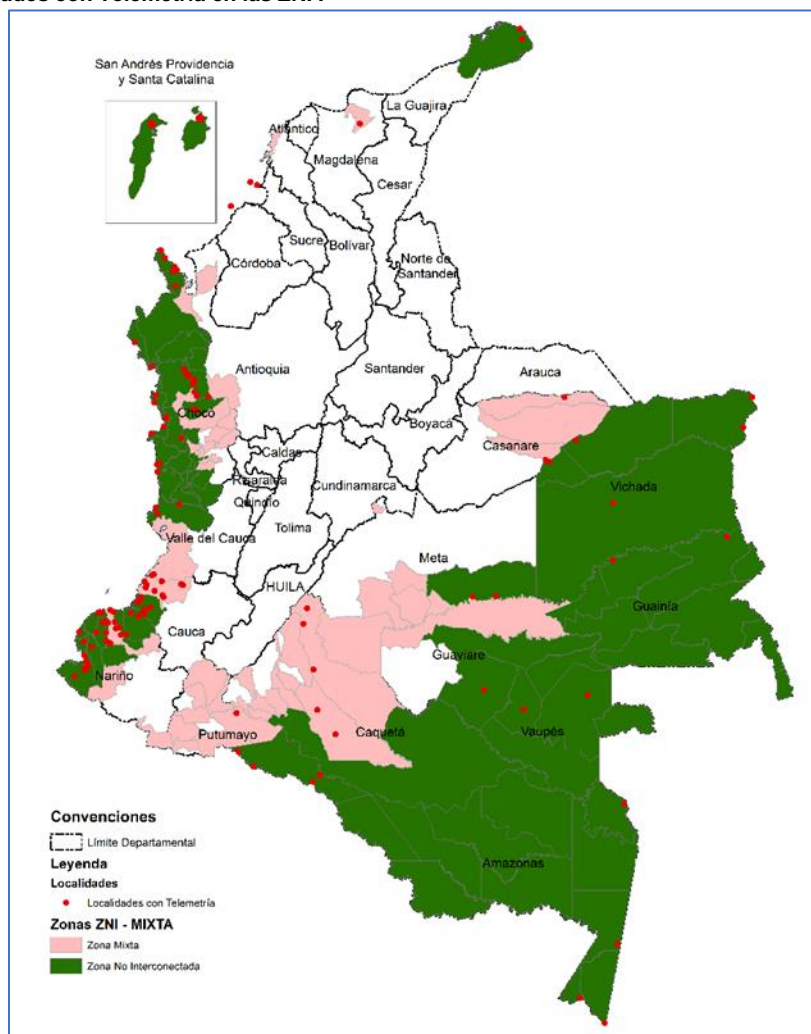 San Andrés Providencia
y Santa Catalina
La Guajira
Atlántico
Magdalena
Cesar
Sucre
Bolívar
Córdoba
Norte de
Santander
Antioquia
Santander
Arauca
Chocó
Boyacá
Casanare
Caldas
Risaralda
Cundinamarca
Quindío
Vichada
Tolima
Valle del Cauca
Meta
HUILA
Guainía
Cauca
Guaviare
Nariño
Vaupés
Putumayo
Caquetá
Amazonas
Convenciones
Límite Departamental
Leyenda
Localidades
Localidades con Telemetría
Zonas ZNI - MIXTA
Zona Mixta
Zona No Interconectada